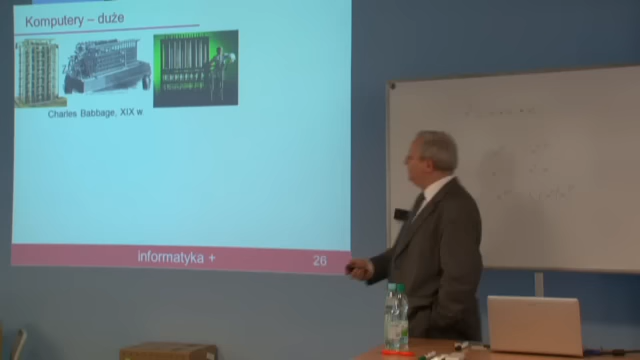 Komputery – duże
Charles Babbage, XIX w.
informatyka +
26